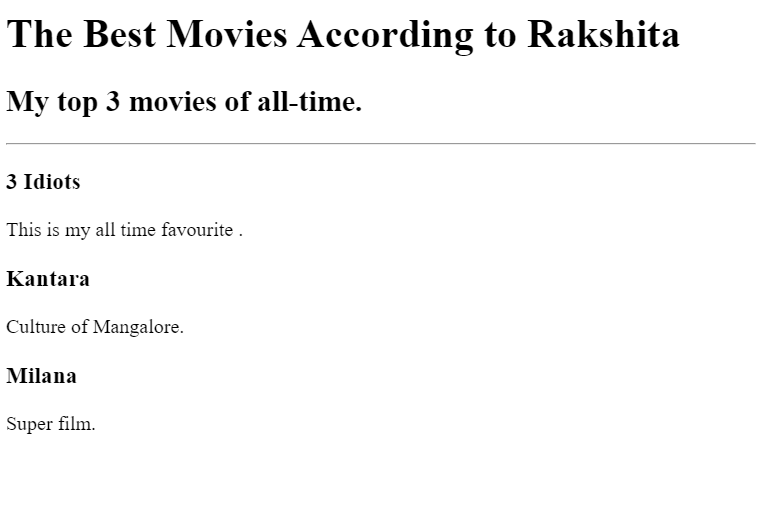 The Best Movies According to Rakshita
My top 3 movies of all-time.
3 Idiots
This is my all time favourite .
Kantara
Culture of Mangalore.
Milana
Super film.